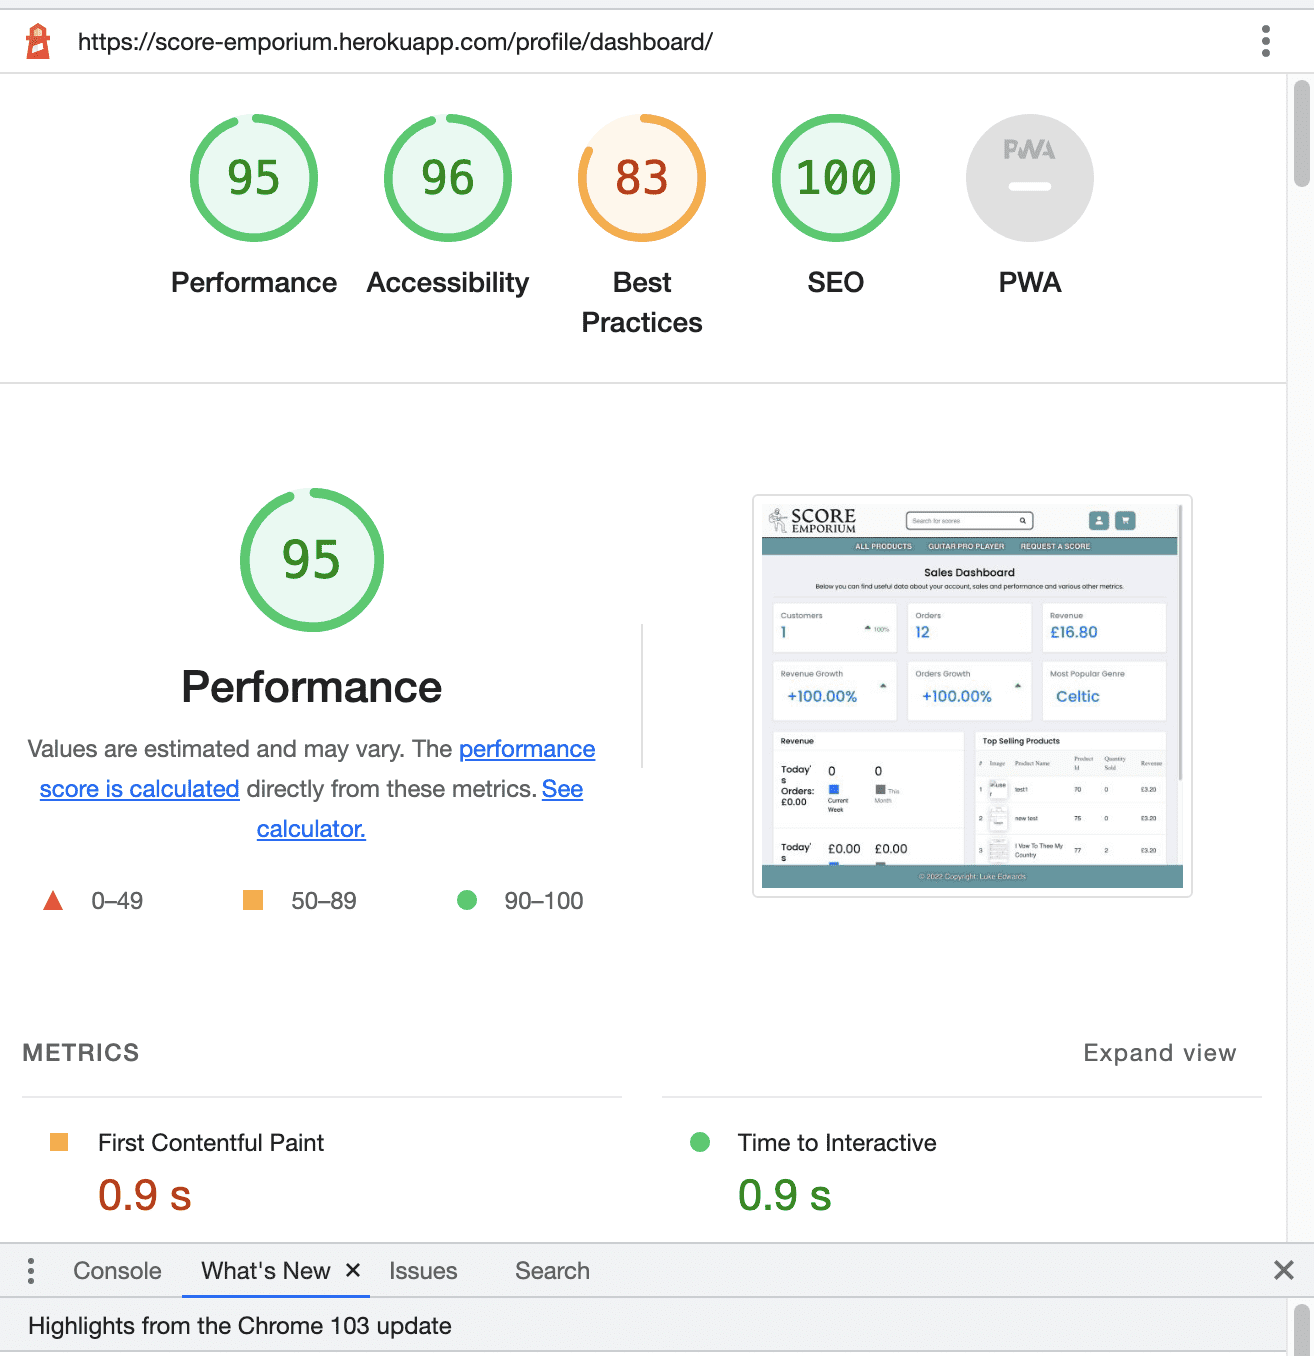 https://score-emporium.herokuapp.com/profile/dashboard/
95
96
83
100
PWA
Performance
Accessibility
Best
Practices
SEO
PWA
95
Performance
Values are estimated and may vary. The performance
score is calculated directly from these metrics. See
calculator.
0–49
50–89
90–100
SCORE
EMPORIUM
Search for scores
ALL PRODUCTS GUITAR PRO PLAYER REQUEST A SCORE
Sales Dashboard
Below you can find useful data about your account, sales and performance and various other metrics.
Customers
1
100%
Orders
12
Revenue
£16.80
Revenue Growth
+100.00%
Orders Growth
+100.00%
Most Popular Genre
Celtic
Revenue
Today'
s
Orders:
£0.00
0
Current
Week
0
This
Month
Today'
s
£0.00 £0.00
Top Selling Products
# Image Product Name Product
Id Quantity
Sold Revenue
1 test1 70 0 £3.20
2 new test 75 0 £3.20
3 I Vow To Thee My
Country 77 2 £3.20
© 2022 Copyright: Luke Edwards
METRICS
Expand view
First Contentful Paint
0.9 s
Time to Interactive
0.9 s
Console What's New × Issues Search
Highlights from the Chrome 103 update